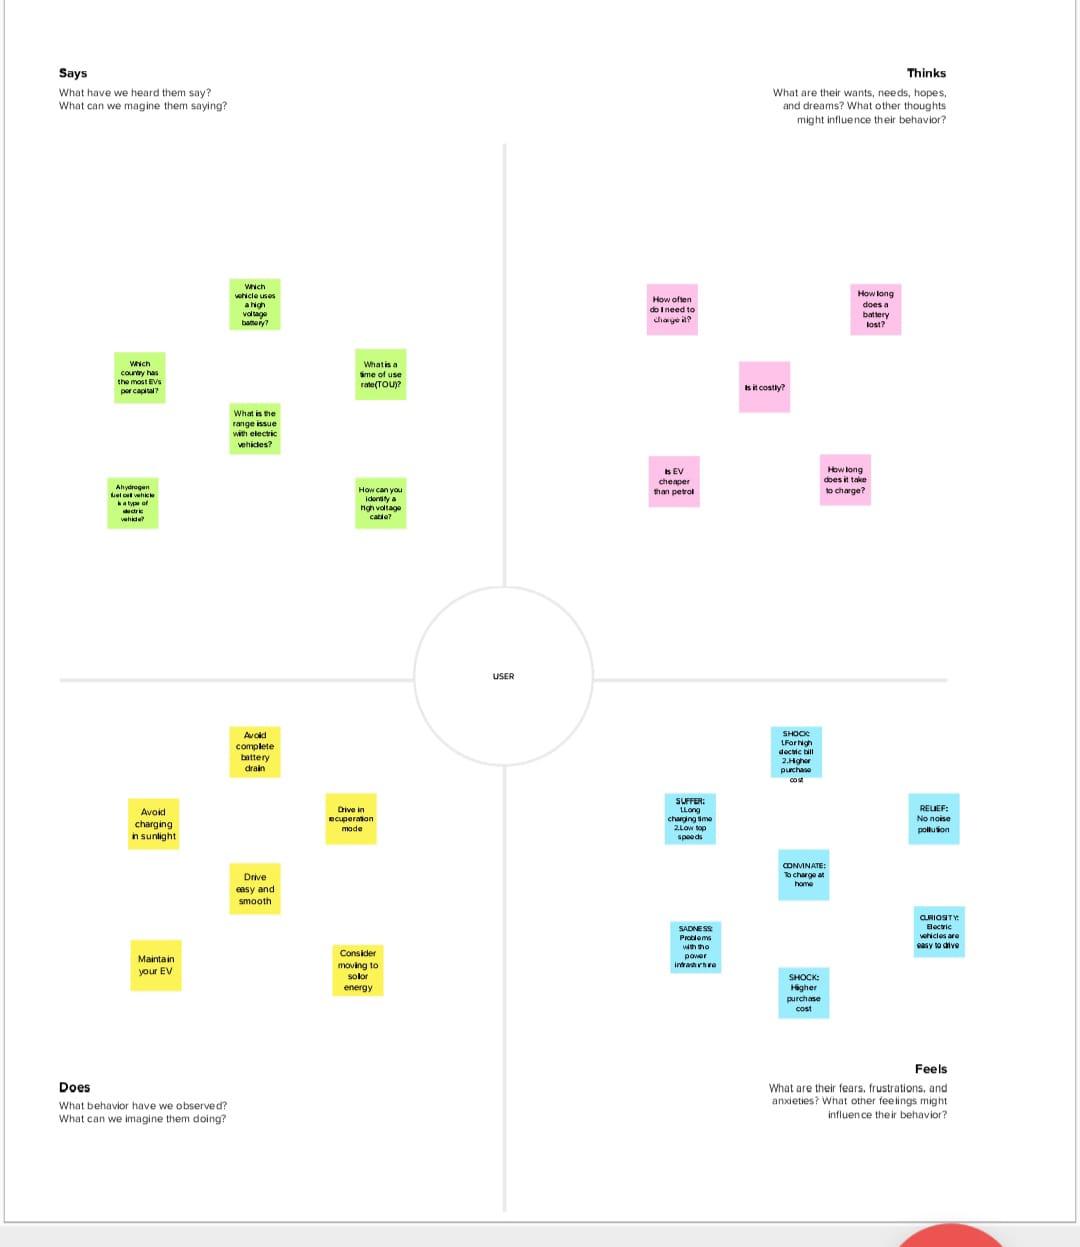 Says
What have we heard them say?
What can we magine them saying?
Thinks
What are their wants, needs, hopes,
and dreams? What other thoughts
might influence their behavior?
Which
vehicle uses
a high
voltage
battery?
Which
country has
the most EVs
per capital?
What is a
time of use
rate(TOU)?
What is the
range issue
with electric
vehicles?
A hydrogen
fuel cell vehicle
is a type of
electric
vehicle?
How can you
identify a
high voltage
cable?
How often
do I need to
charge it?
How long
does a
battery
lost?
Is it costly?
Is EV
cheaper
than petrol
How long
does it take
to charge?
USER
Avoid
complete
battery
drain
Avoid
charging
in sunlight
Drive in
recuperation
mode
Drive
easy and
smooth
Maintain
your EV
Consider
moving to
solor
energy
SHOCK:
1.For high
electric bill
2.Higher
purchase
cost
SUFFER:
1.Long
charging time
2.Low top
speeds
RELIEF:
No noise
pollution
CONVINATE:
To charge at
home
CURIOSITY:
Electric
vehicles are
easy to drive
SADNESS:
Problems
with the
power
SHOCK:
Higher
purchase
cost
Does
What behavior have we observed?
What can we imagine them doing?
Feels
What are their fears, frustrations, and
anxieties? What other feelings might
influence their behavior?